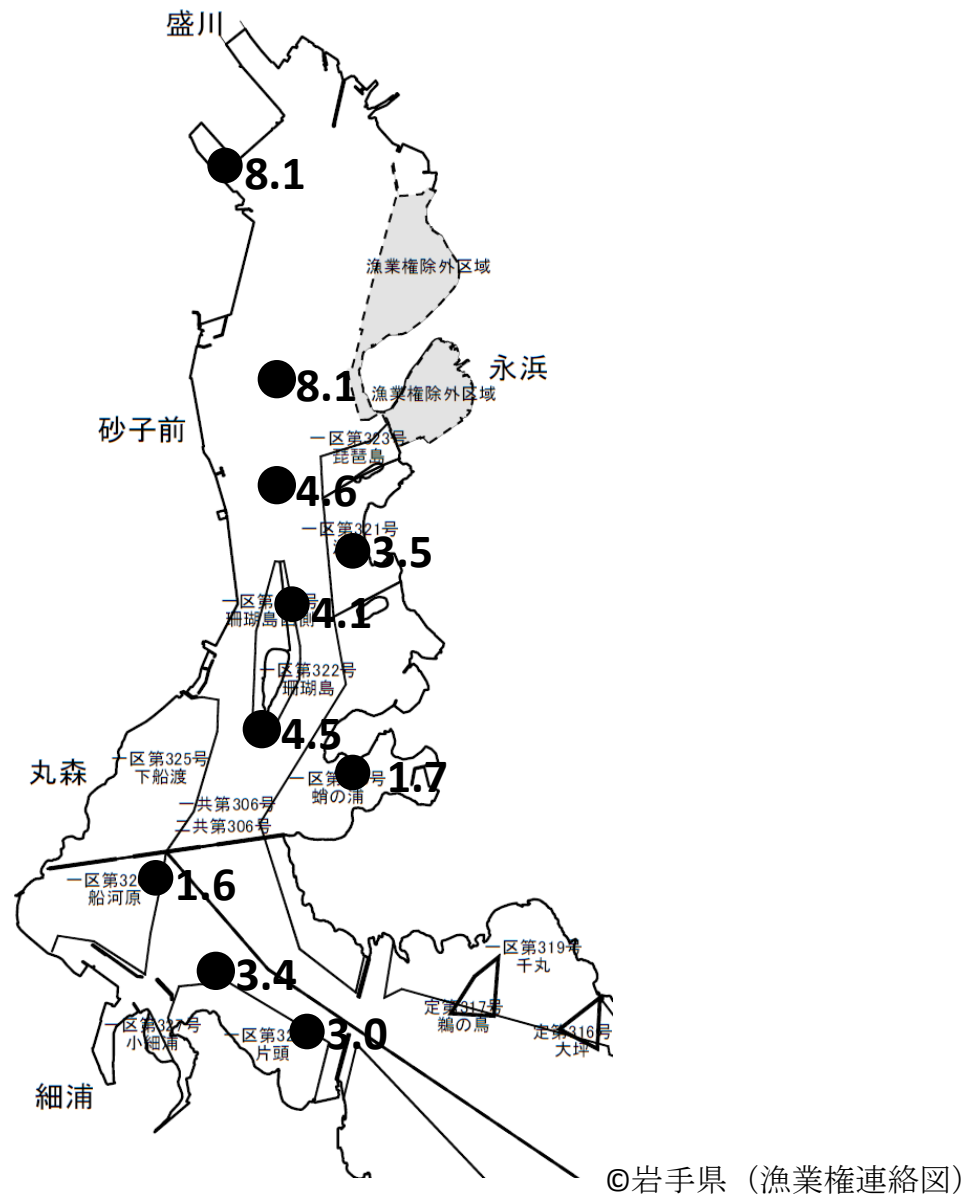 盛川
8.1
漁業権除外区域
永浜
8.1
漁業権除外区域
砂子前
一区第323号
琵琶島
4.6
一区第321号
3.5
一区第 号
珊瑚島 側
4.1
一区第322号
珊瑚島
4.5
一区第325号
下船渡
丸森
一区第 号
蛸の浦
1.7
一共第306号
二共第306号
一区第32
船河原
1.6
一区第319号
千丸
3.4
定第317号
鵜の鳥
定第316号
大坪
一区第327号
小細浦
一区第32
片頭
3.0
細浦
©岩手県（漁業権連絡図）